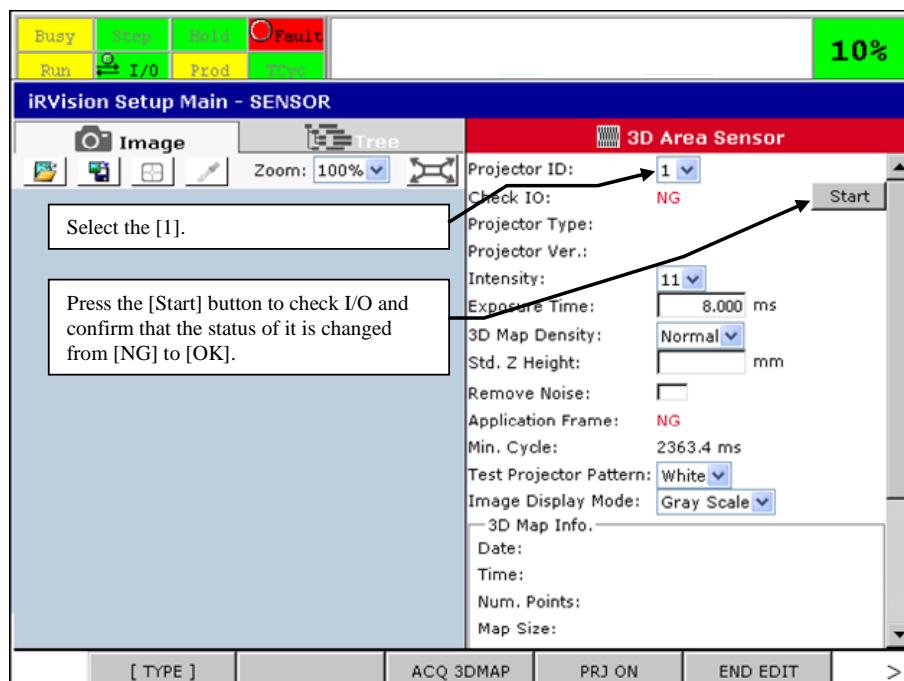 Busy Step Hold Fault
Run I/O Prod TCyc
10%
iRVision Setup Main - SENSOR
Image Tree
Zoom: 100%
3D Area Sensor
Projector ID: 1
Check IO: NG Start
Projector Type:
Projector Ver.:
Intensity: 11
Exposure Time: 8.000 ms
3D Map Density: Normal
Std. Z Height: mm
Remove Noise:
Application Frame: NG
Min. Cycle: 2363.4 ms
Test Projector Pattern: White
Image Display Mode: Gray Scale
3D Map Info.
Date:
Time:
Num. Points:
Map Size:
Select the [1].
Press the [Start] button to check I/O and
confirm that the status of it is changed
from [NG] to [OK].
[ TYPE ] ACQ 3DMAP PRJ ON END EDIT >